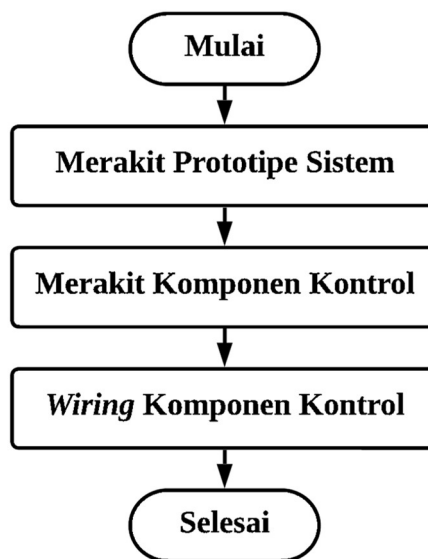 Mulai
Merakit Prototipe Sistem
Merakit Komponen Kontrol
Wiring Komponen Kontrol
Selesai